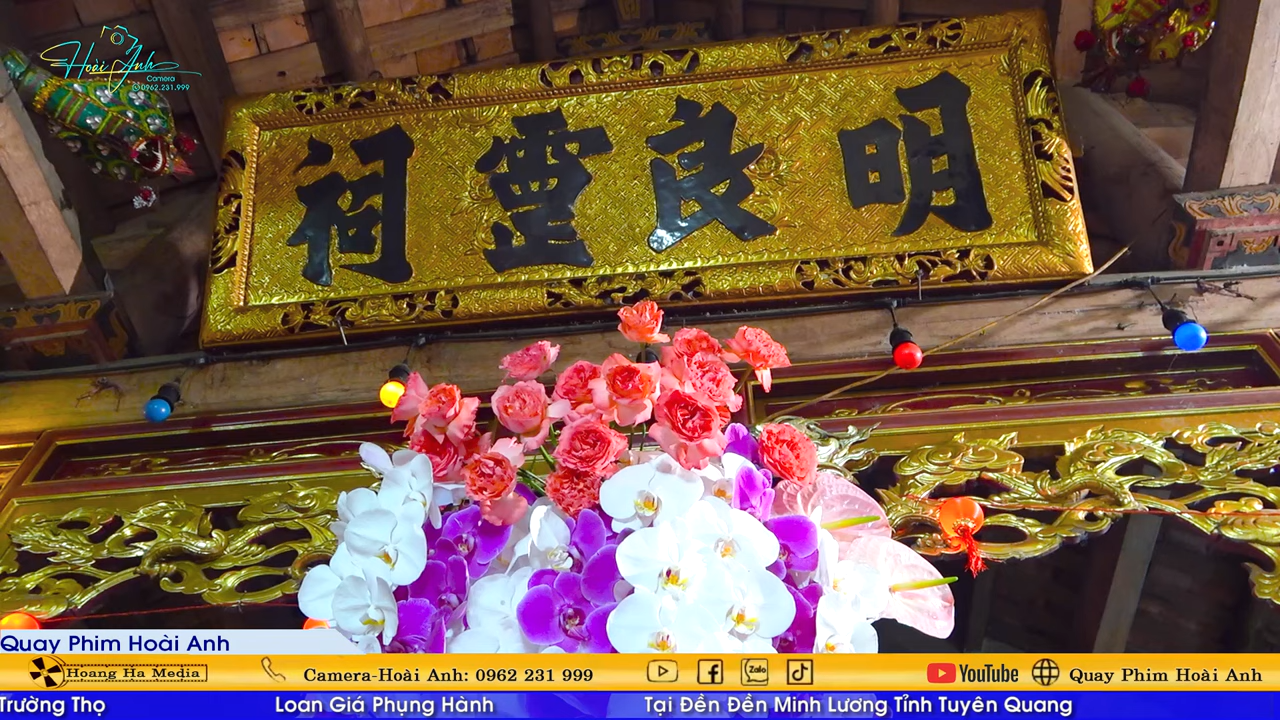 Hoài Anh
Camera
0962.231.999
祠靈良明
Quay Phim Hoài Anh
Hoang Ha Media
Camera-Hoài Anh: 0962 231 999
Zalo
YouTube
Quay Phim Hoài Anh
Trường Thọ
Loan Giá Phụng Hành
Tại Đền Đền Minh Lương Tỉnh Tuyên Quang